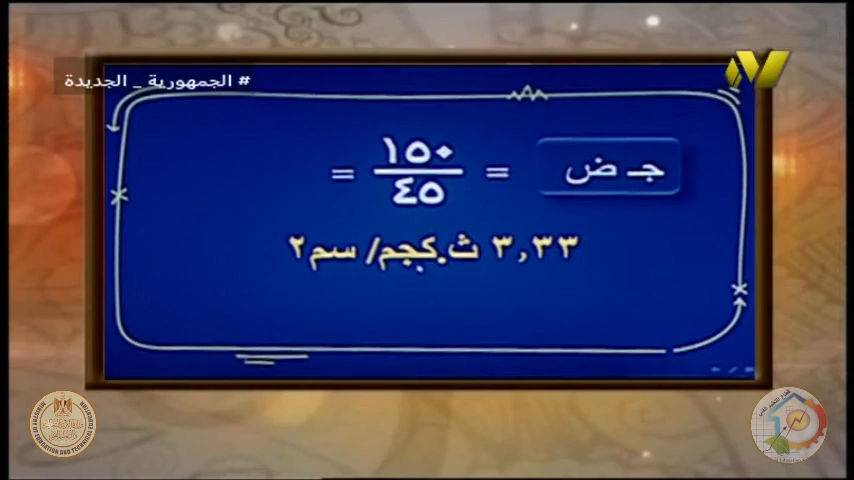 # الجمهورية _ الجديدة
جـ ض = ١٥٠ / ٤٥ =
٣,٣٣ ث.كجم/ سم٢